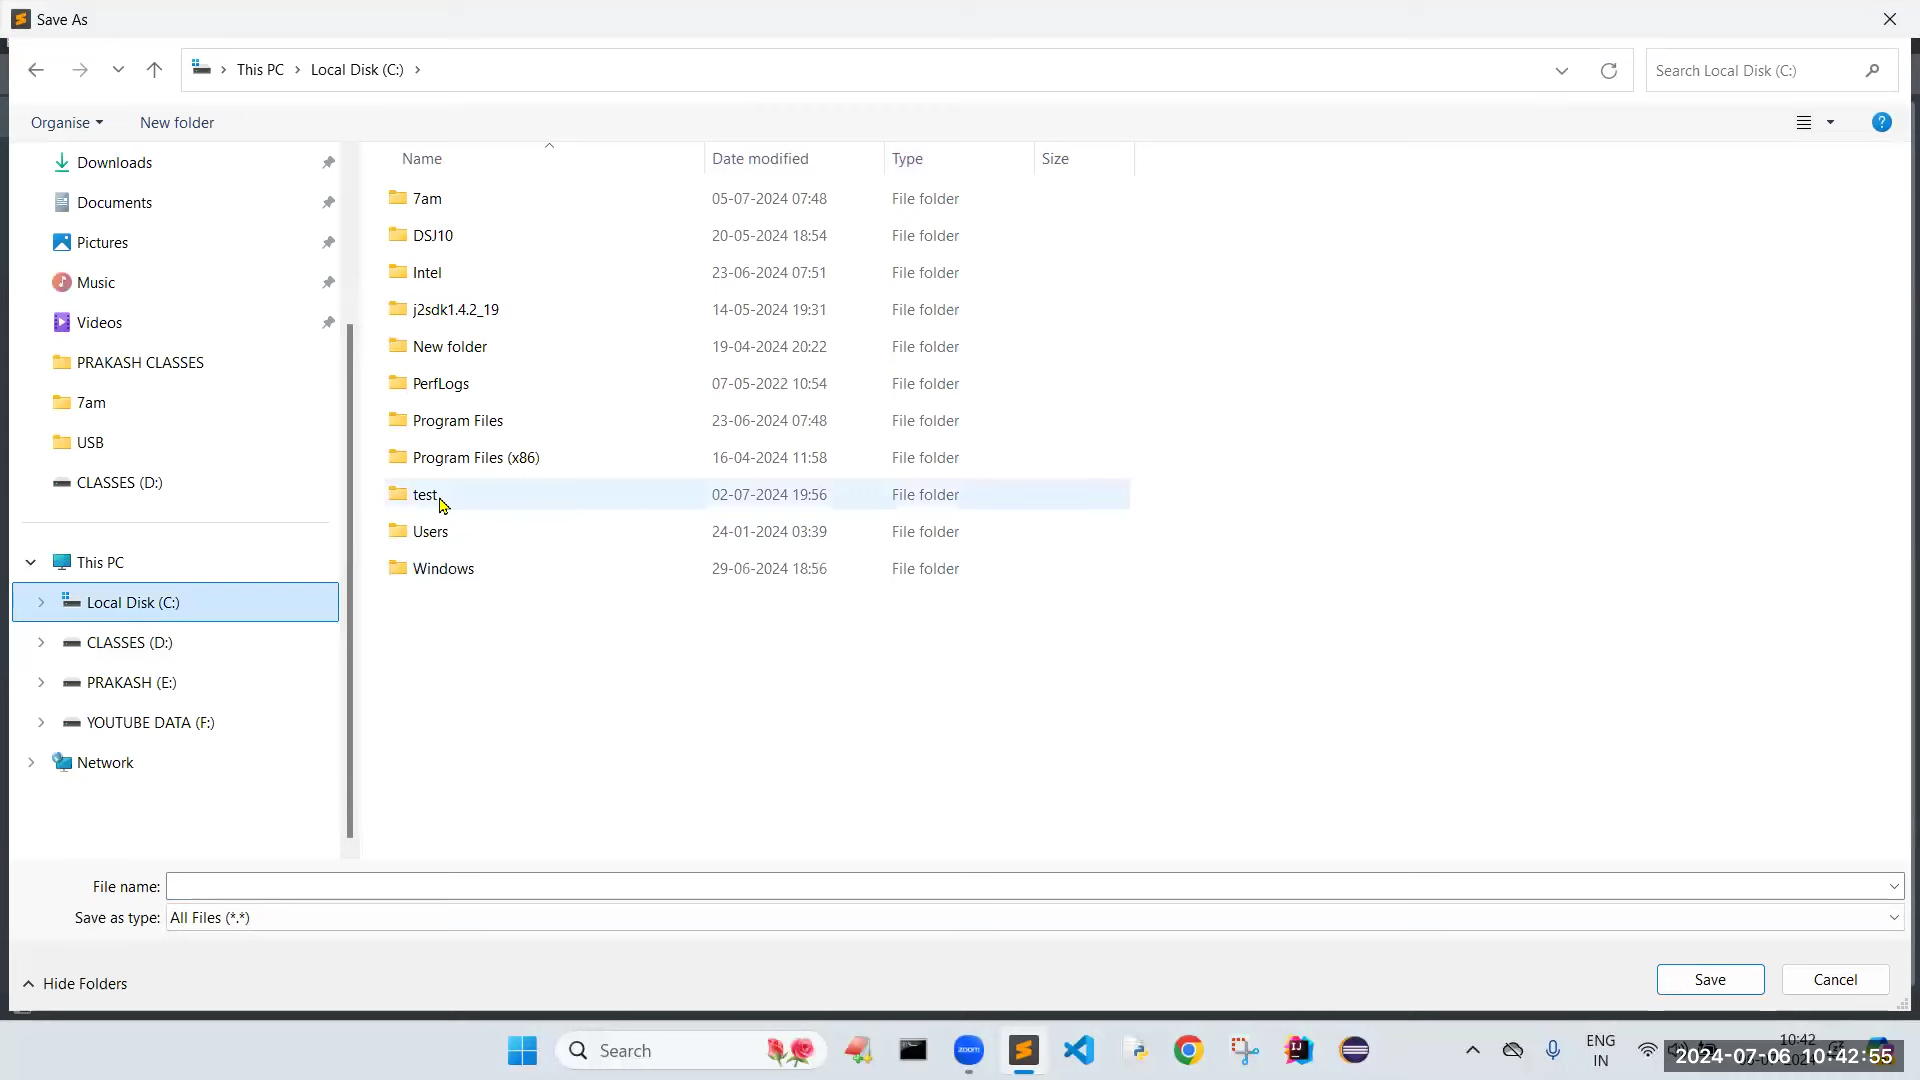 Save As
This PC > Local Disk (C:) >
Search Local Disk (C:)
Organise
New folder
Downloads
Documents
Pictures
Music
Videos
PRAKASH CLASSES
7am
USB
CLASSES (D:)
This PC
Local Disk (C:)
CLASSES (D:)
PRAKASH (E:)
YOUTUBE DATA (F:)
Network
Name Date modified Type Size
7am 05-07-2024 07:48 File folder
DSJ10 20-05-2024 18:54 File folder
Intel 23-06-2024 07:51 File folder
j2sdk1.4.2_19 14-05-2024 19:31 File folder
New folder 19-04-2024 20:22 File folder
PerfLogs 07-05-2022 10:54 File folder
Program Files 23-06-2024 07:48 File folder
Program Files (x86) 16-04-2024 11:58 File folder
test 02-07-2024 19:56 File folder
Users 24-01-2024 03:39 File folder
Windows 29-06-2024 18:56 File folder
File name:
Save as type: All Files (*.*)
Hide Folders
Save
Cancel
Search
zoom
IJ
ENG
IN
10:42
2024-07-06 10:42:55